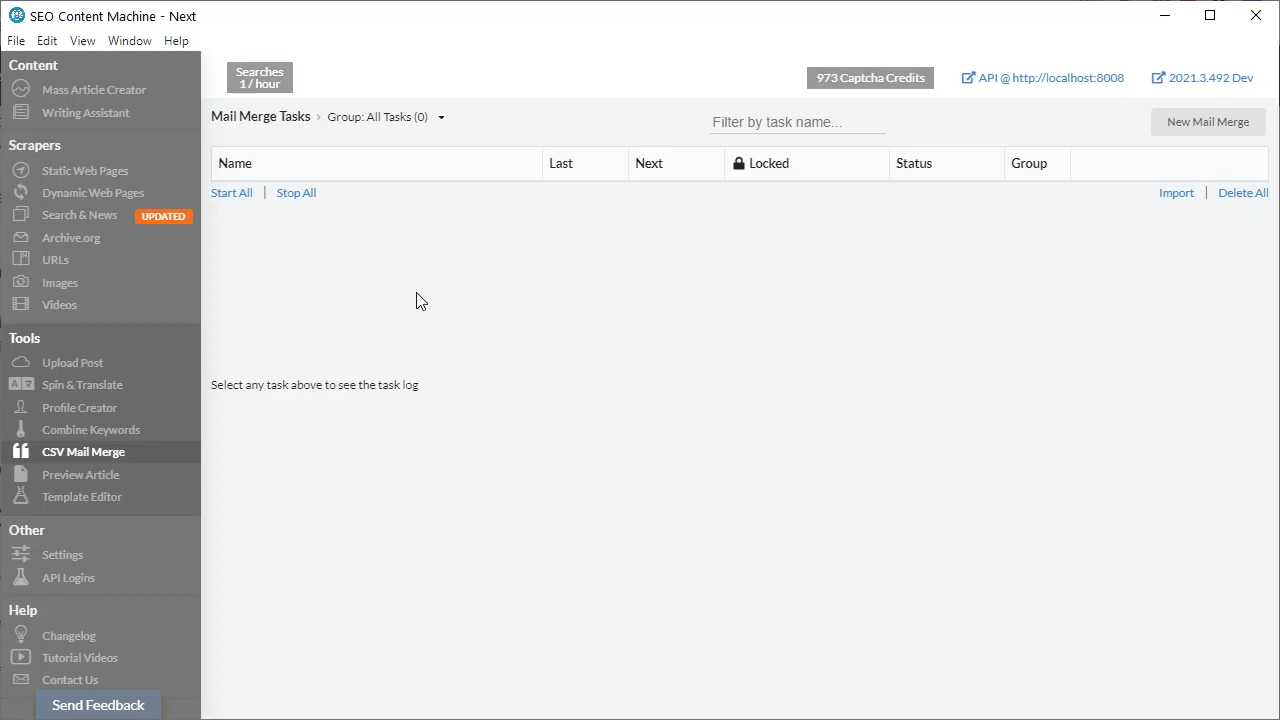 SEO Content Machine - Next
File Edit View Window Help
Content
Mass Article Creator
Writing Assistant
Scrapers
Static Web Pages
Dynamic Web Pages
Search & News UPDATED
Archive.org
URLs
Images
Videos
Tools
Upload Post
Spin & Translate
Profile Creator
Combine Keywords
CSV Mail Merge
Preview Article
Template Editor
Other
Settings
API Logins
Help
Changelog
Tutorial Videos
Contact Us
Send Feedback
Searches
1 / hour
973 Captcha Credits API @ http://localhost:8008 2021.3.492 Dev
Mail Merge Tasks › Group: All Tasks (0) Filter by task name... New Mail Merge
Name Last Next Locked Status Group
Start All | Stop All Import | Delete All
Select any task above to see the task log